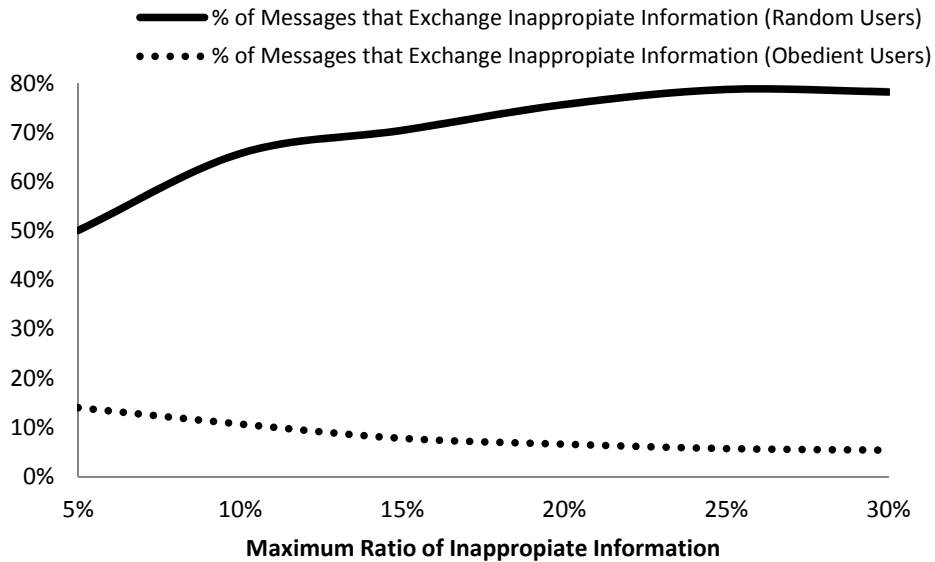 % of Messages that Exchange Inappropiate Information (Random Users)
% of Messages that Exchange Inappropiate Information (Obedient Users)
80%
70%
60%
50%
40%
30%
20%
10%
0%
5% 10% 15% 20% 25% 30%
Maximum Ratio of Inappropiate Information